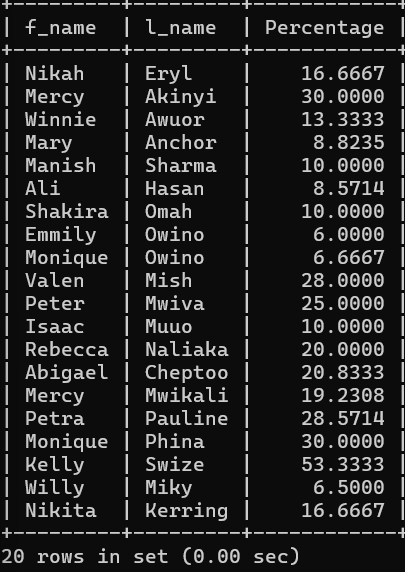 +----------+----------+------------+
| f_name | l_name | Percentage |
+----------+----------+------------+
| Nikah | Eryl | 16.6667 |
| Mercy | Akinyi | 30.0000 |
| Winnie | Awuor | 13.3333 |
| Mary | Anchor | 8.8235 |
| Manish | Sharma | 10.0000 |
| Ali | Hasan | 8.5714 |
| Shakira | Omah | 10.0000 |
| Emmily | Owino | 6.0000 |
| Monique | Owino | 6.6667 |
| Valen | Mish | 28.0000 |
| Peter | Mwiva | 25.0000 |
| Isaac | Muuo | 10.0000 |
| Rebecca | Naliaka | 20.0000 |
| Abigael | Cheptoo | 20.8333 |
| Mercy | Mwikali | 19.2308 |
| Petra | Pauline | 28.5714 |
| Monique | Phina | 30.0000 |
| Kelly | Swize | 53.3333 |
| Willy | Miky | 6.5000 |
| Nikita | Kerring | 16.6667 |
+----------+----------+------------+
20 rows in set (0.00 sec)